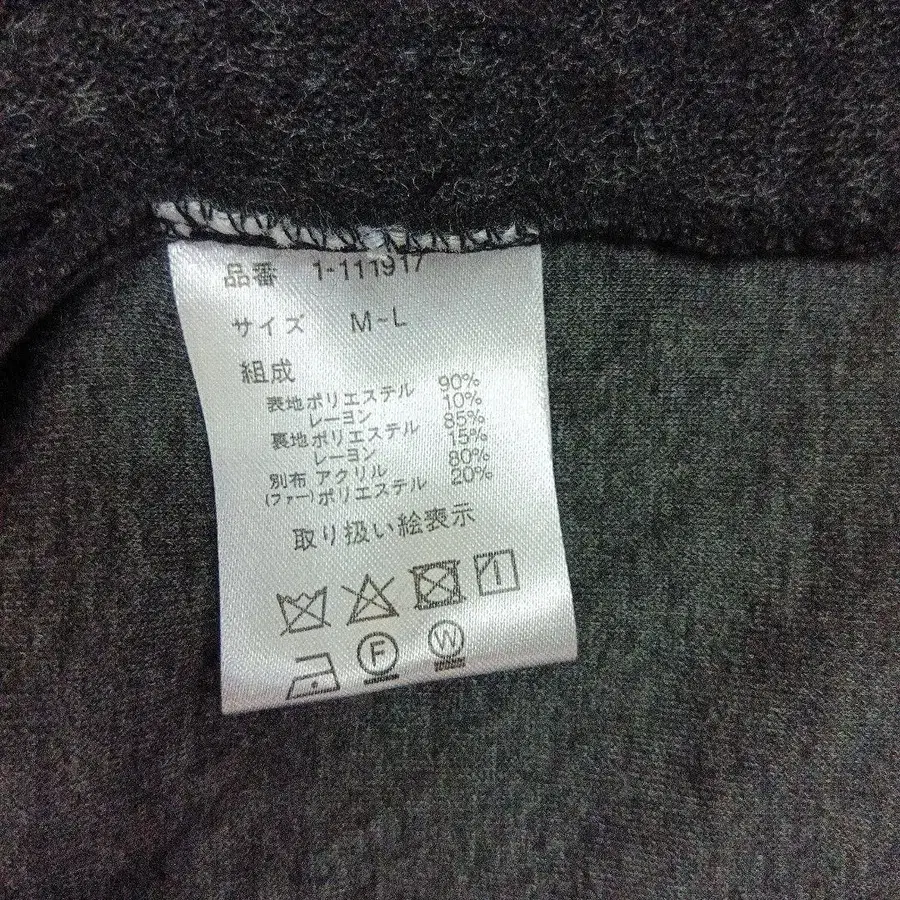 品番 1-111917
サイズ M~L
組成
表地 ポリエステル 90%
レーヨン 10%
裏地 ポリエステル 85%
レーヨン 15%
別布 アクリル 80%
(ファー) ポリエステル 20%
取り扱い絵表示
F W